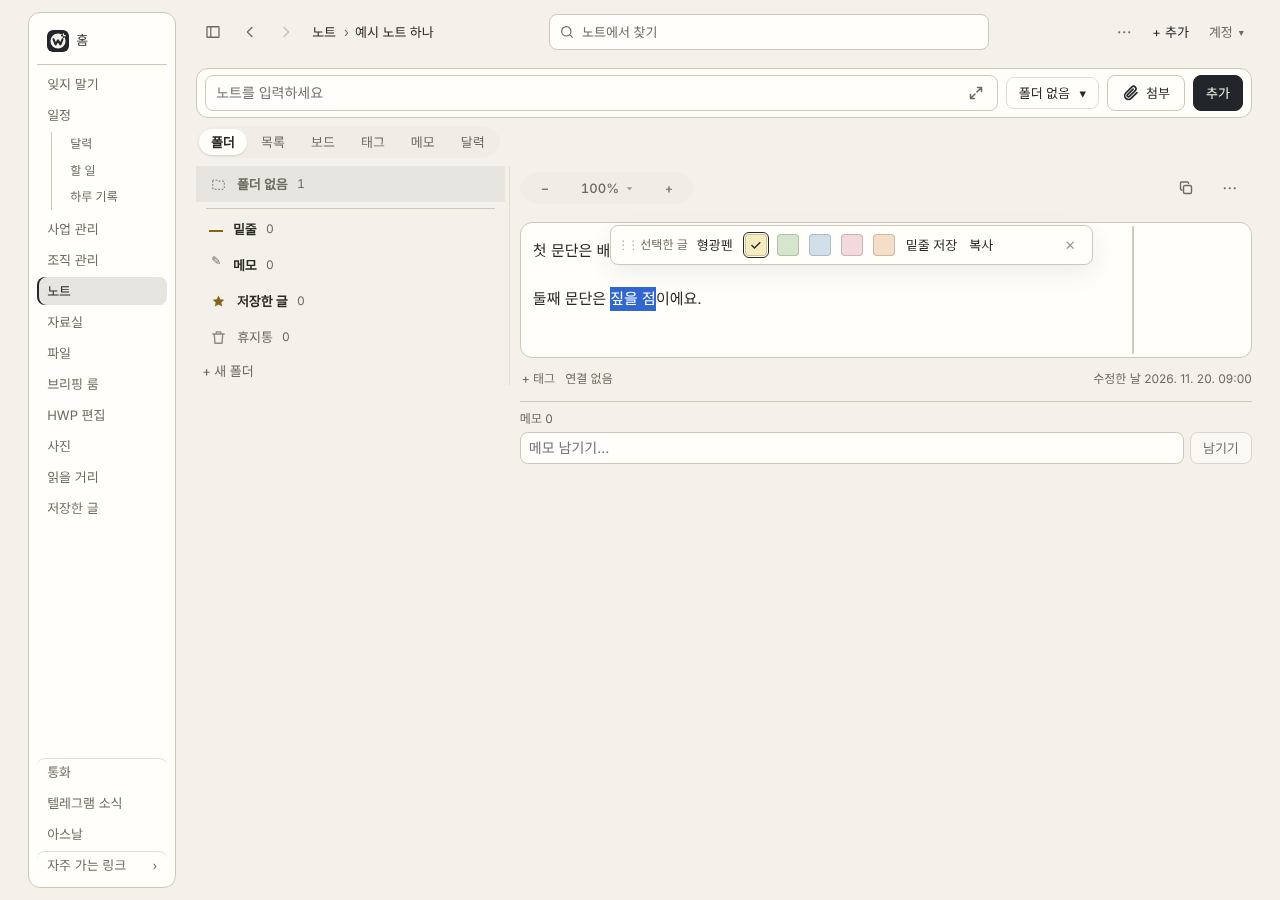 홈
잊지 말기
일정
달력
할 일
하루 기록
사업 관리
조직 관리
노트
자료실
파일
브리핑 룸
HWP 편집
사진
읽을 거리
저장한 글
통화
텔레그램 소식
아스날
자주 가는 링크 ›
노트 › 예시 노트 하나
노트에서 찾기
⋯ + 추가 계정 ▾
노트를 입력하세요
폴더 없음 ▾
첨부
추가
폴더 목록 보드 태그 메모 달력
폴더 없음 1
밑줄 0
메모 0
저장한 글 0
휴지통 0
+ 새 폴더
− 100% ▾ +
⋯
첫 문단은 배
선택한 글 형광펜 밑줄 저장 복사 ×
둘째 문단은 짚을 점이에요.
+ 태그 연결 없음
수정한 날 2026. 11. 20. 09:00
메모 0
메모 남기기...
남기기